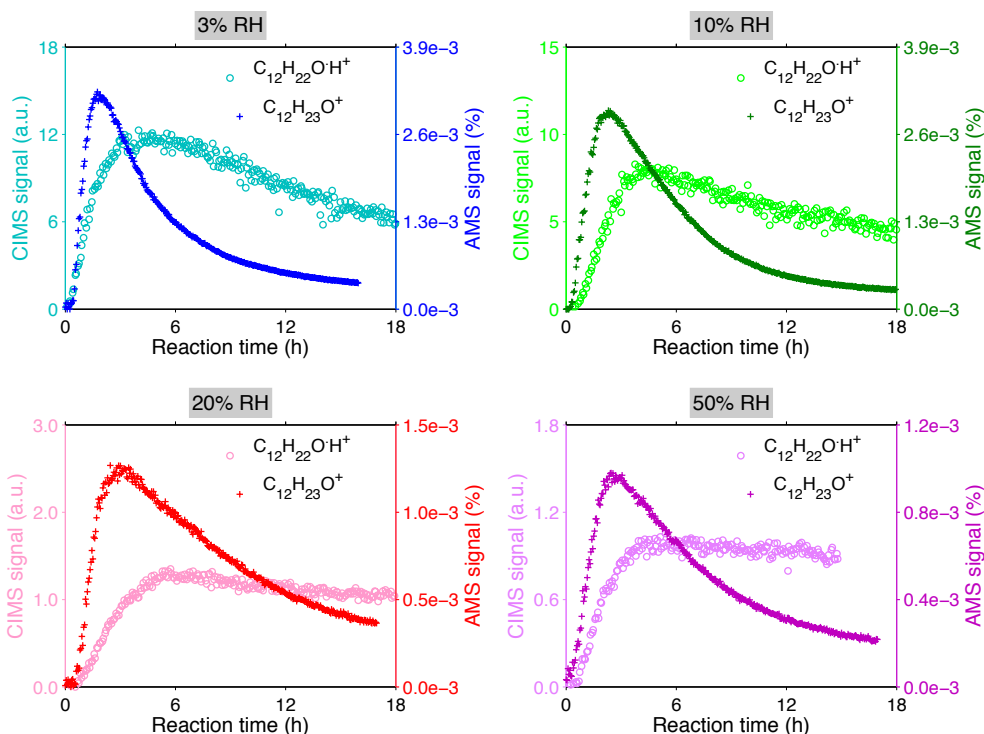 3% RH
18
12
6
0
CIMS signal (a.u.)
C₁₂H₂₂O·H⁺
C₁₂H₂₃O⁺
3.9e−3
2.6e−3
1.3e−3
0.0e−3
AMS signal (%)
0 6 12 18
Reaction time (h)
10% RH
15
10
5
0
CIMS signal (a.u.)
C₁₂H₂₂O·H⁺
C₁₂H₂₃O⁺
3.9e−3
2.6e−3
1.3e−3
0.0e−3
AMS signal (%)
0 6 12 18
Reaction time (h)
20% RH
3.0
2.0
1.0
0.0
CIMS signal (a.u.)
C₁₂H₂₂O·H⁺
C₁₂H₂₃O⁺
1.5e−3
1.0e−3
0.5e−3
0.0e−3
AMS signal (%)
0 6 12 18
Reaction time (h)
50% RH
1.8
1.2
0.6
0.0
CIMS signal (a.u.)
C₁₂H₂₂O·H⁺
C₁₂H₂₃O⁺
1.2e−3
0.8e−3
0.4e−3
0.0e−3
AMS signal (%)
0 6 12 18
Reaction time (h)